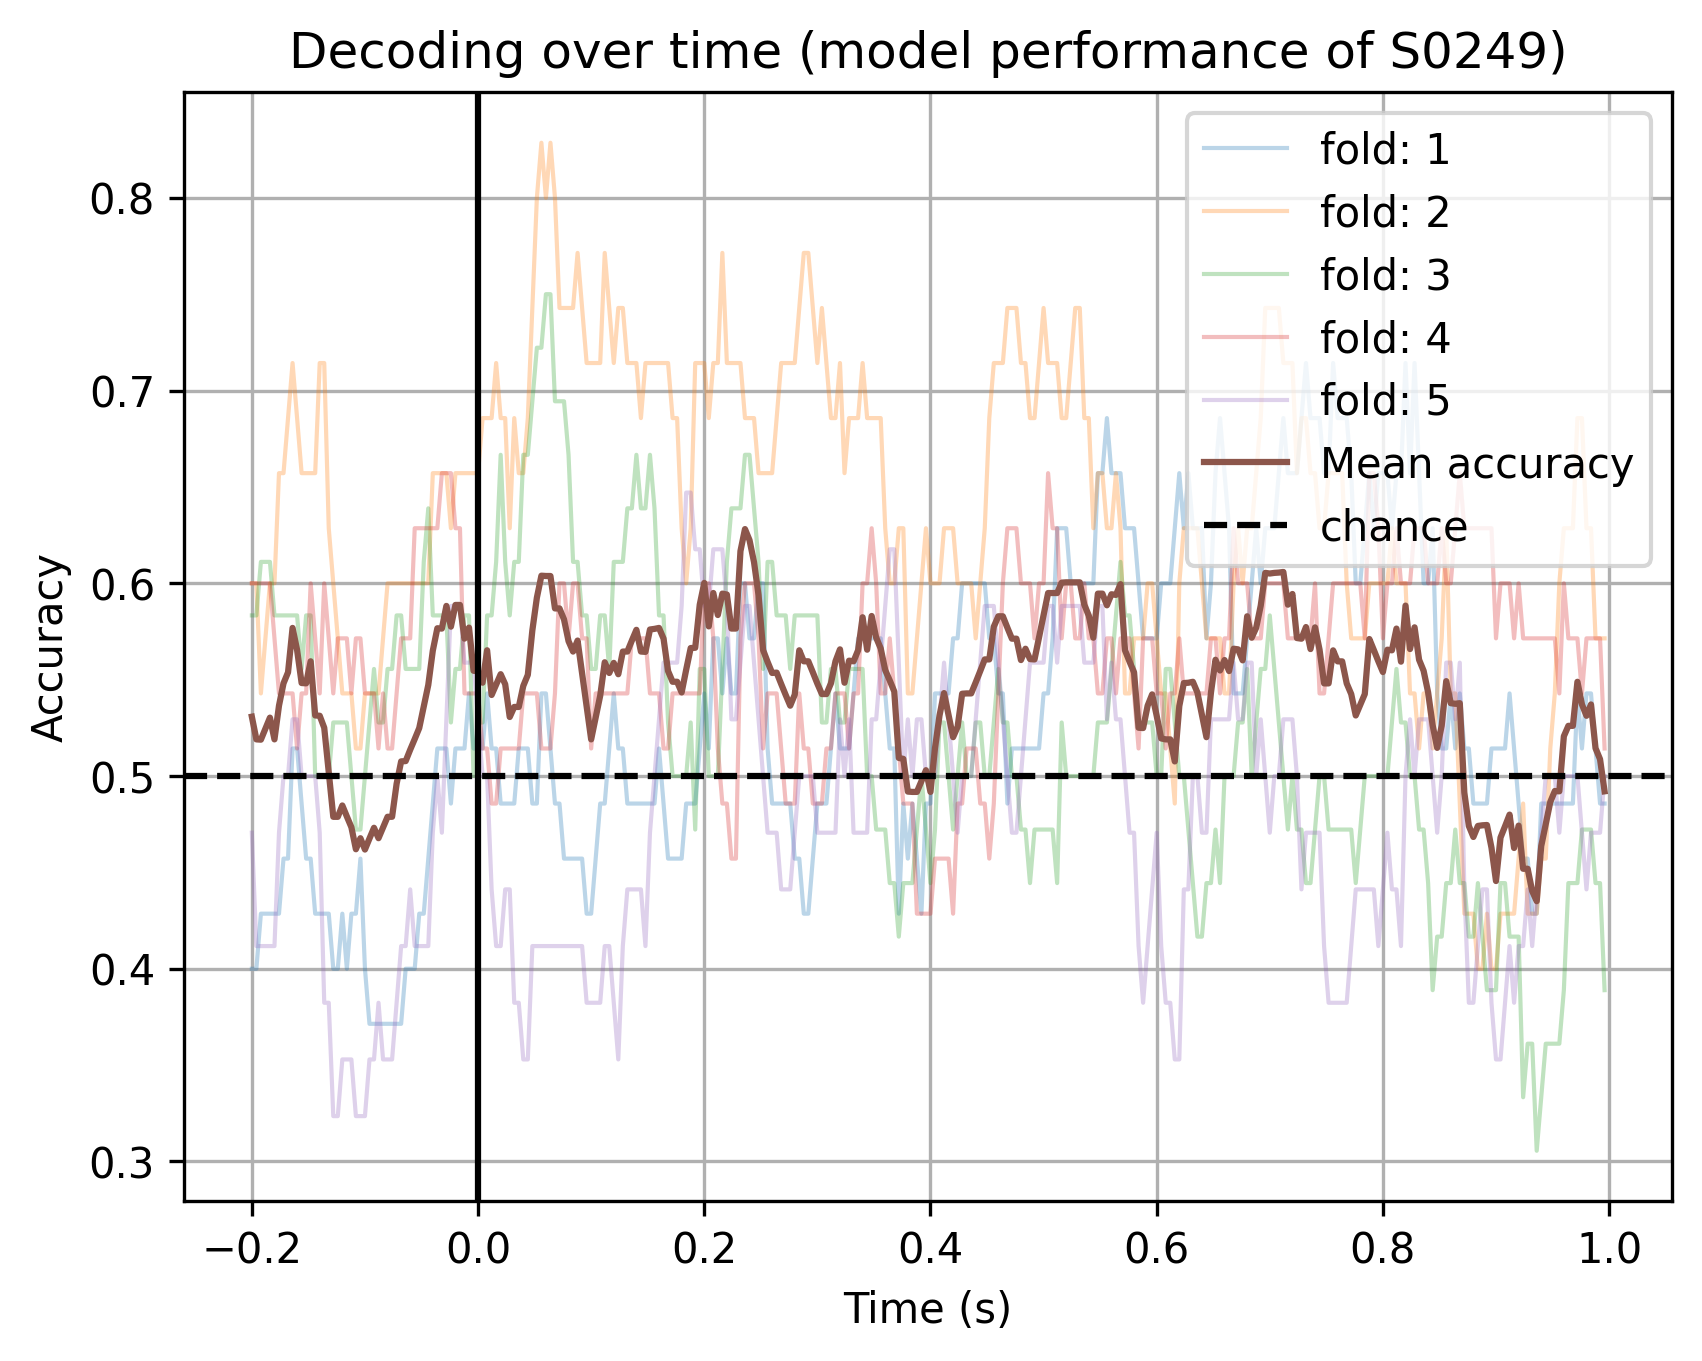 Decoding over time (model performance of S0249)
Accuracy
0.8
0.7
0.6
0.5
0.4
0.3
fold: 1
fold: 2
fold: 3
fold: 4
fold: 5
Mean accuracy
chance
−0.2 0.0 0.2 0.4 0.6 0.8 1.0
Time (s)